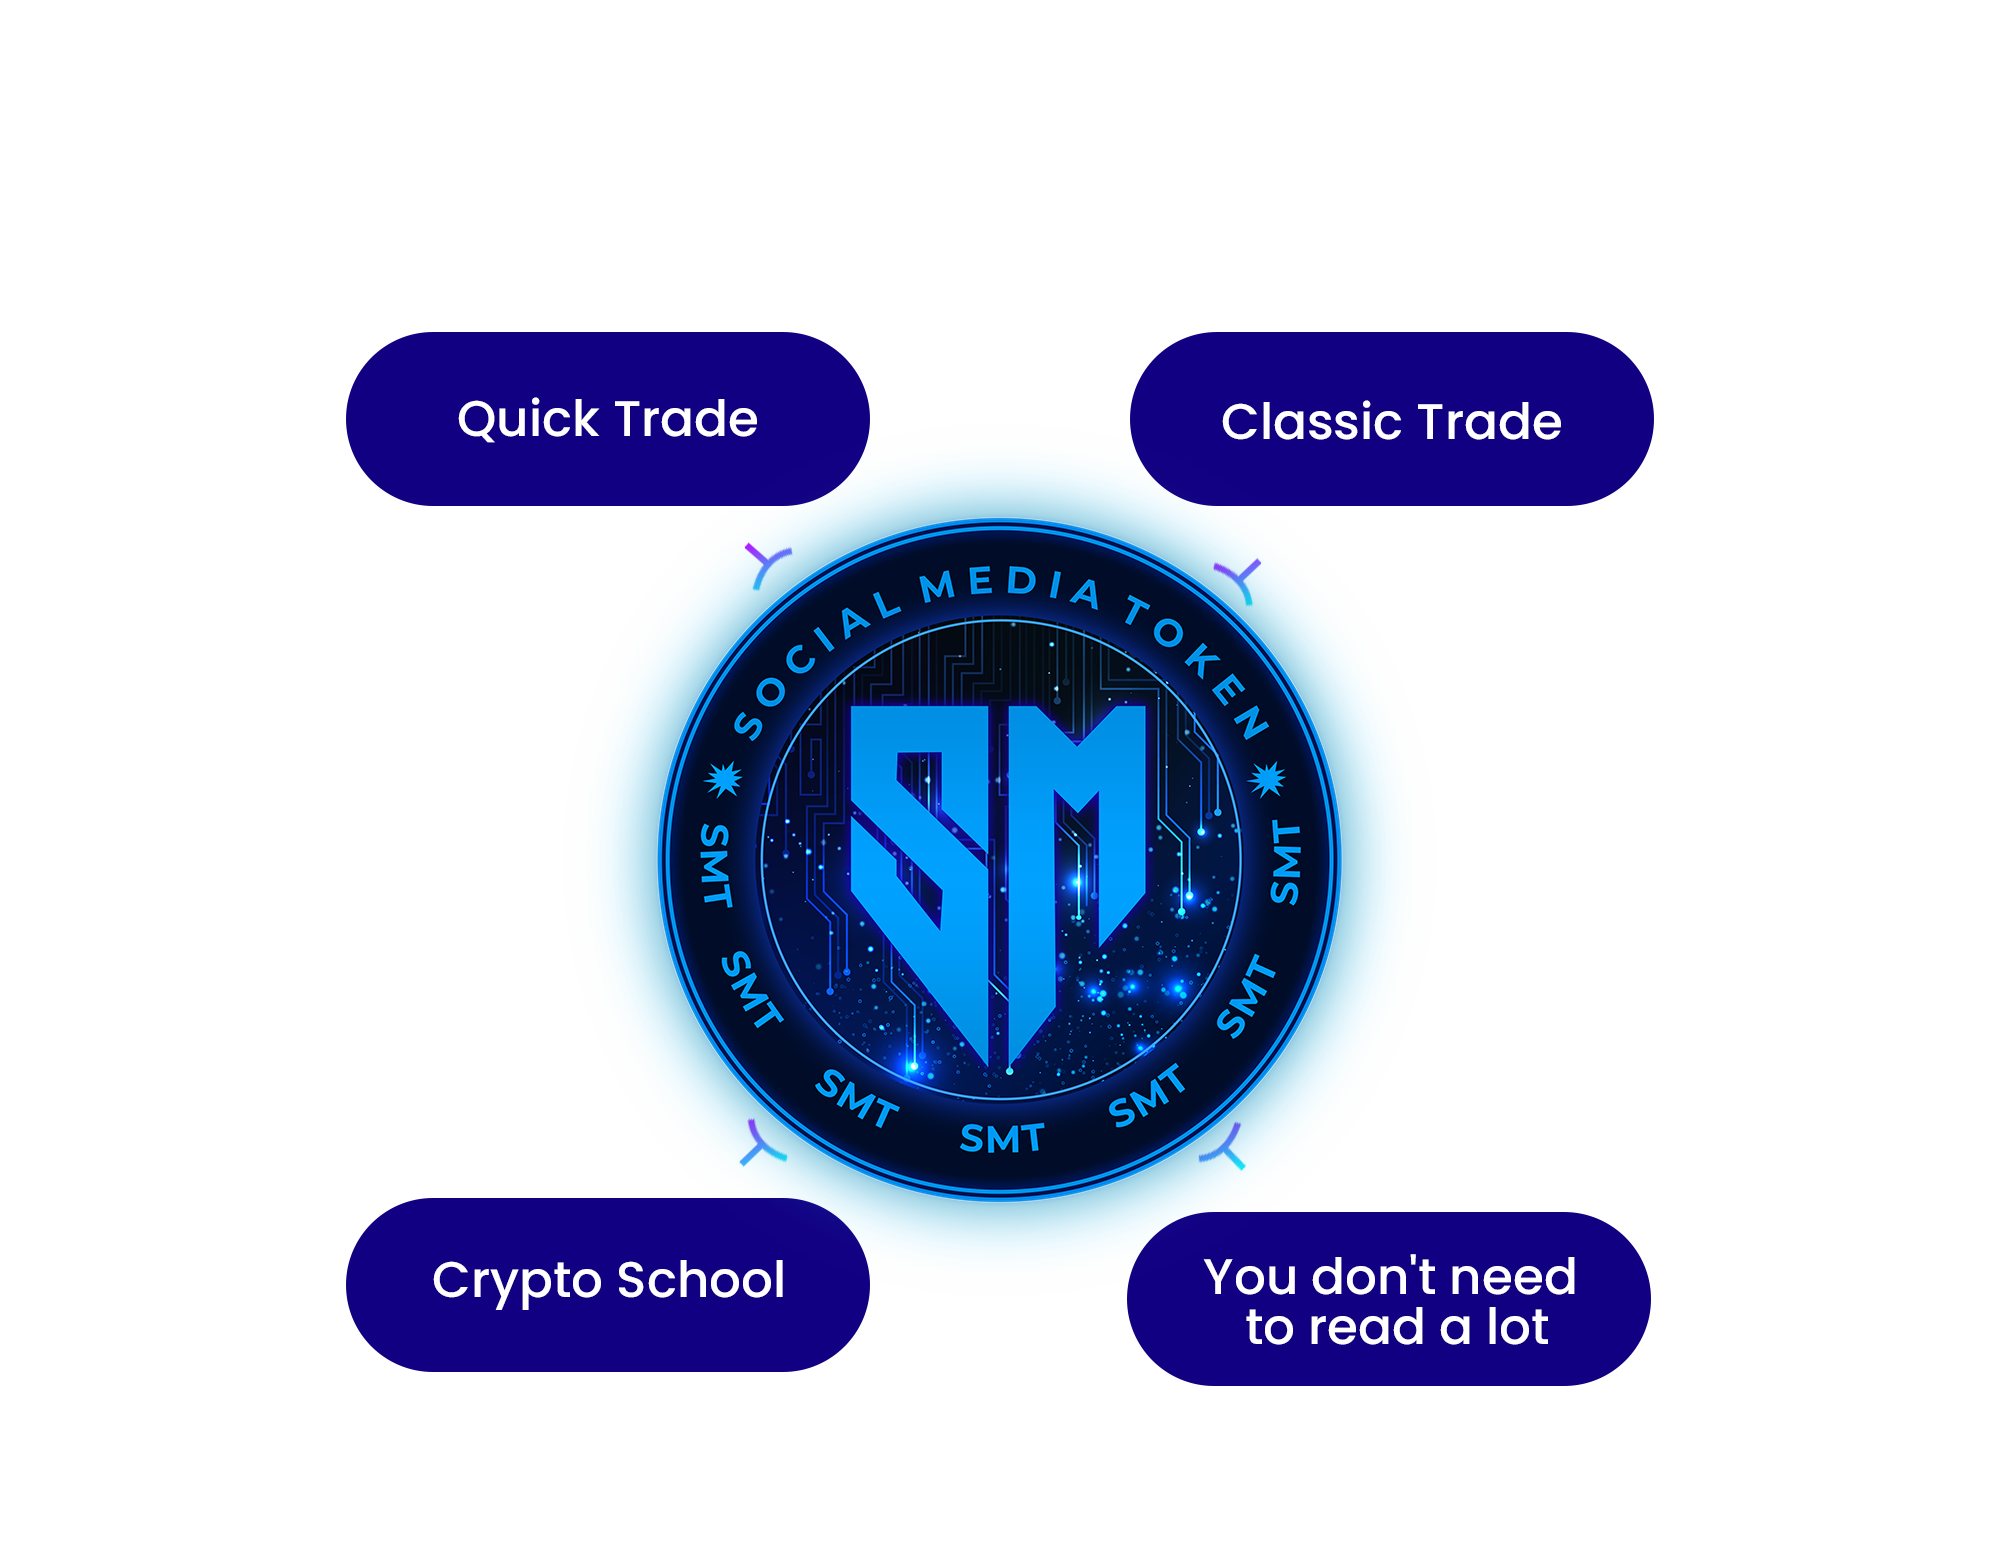 Quick Trade
Classic Trade
SOCIAL MEDIA TOKEN
SM
SMT
SMT
SMT
SMT
SMT
SMT
SMT
Crypto School
You don't need
to read a lot